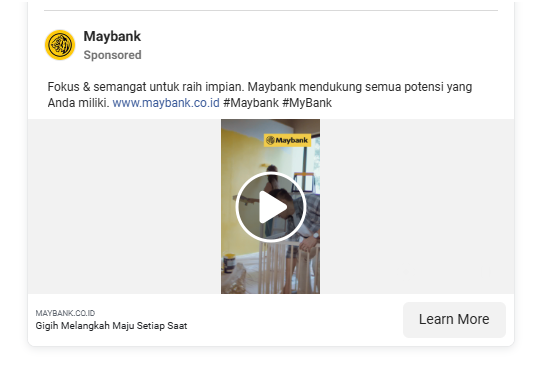 Maybank
Sponsored
Fokus & semangat untuk raih impian. Maybank mendukung semua potensi yang
Anda miliki. www.maybank.co.id #Maybank #MyBank
Maybank
MAYBANK.CO.ID
Gigih Melangkah Maju Setiap Saat
Learn More